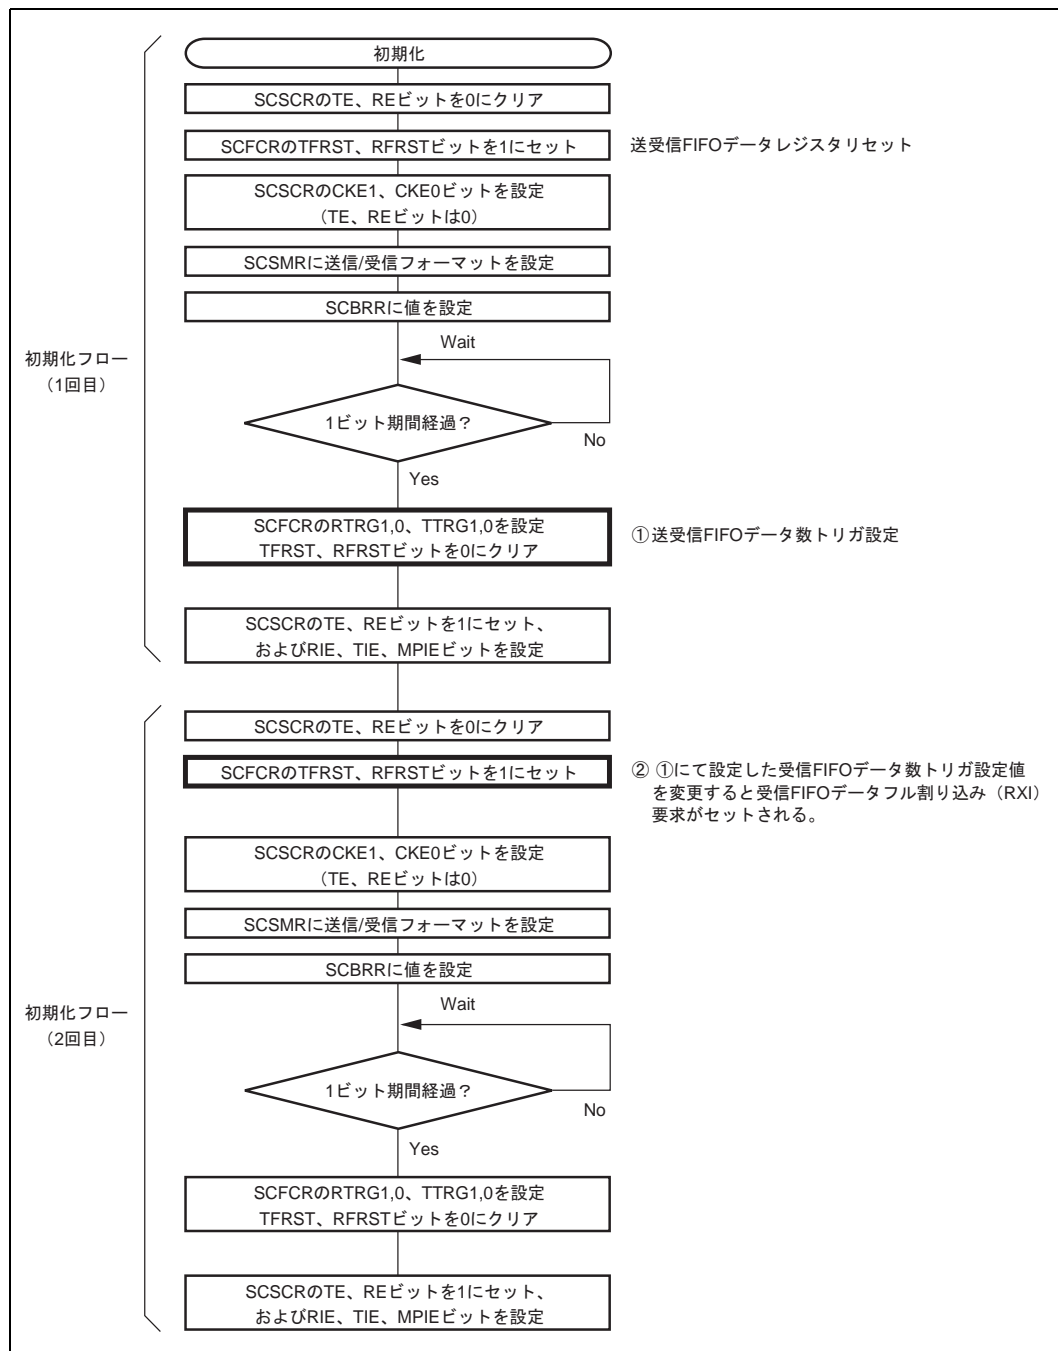 初期化
SCSCRのTE、REビットを0にクリア
SCFCRのTFRST、RFRSTビットを1にセット
送受信FIFOデータレジスタリセット
SCSCRのCKE1、CKE0ビットを設定
（TE、REビットは0）
SCSMRに送信/受信フォーマットを設定
SCBRRに値を設定
Wait
初期化フロー
（1回目）
1ビット期間経過？
No
Yes
SCFCRのRTRG1,0、TTRG1,0を設定
TFRST、RFRSTビットを0にクリア
①送受信FIFOデータ数トリガ設定
SCSCRのTE、REビットを1にセット、
およびRIE、TIE、MPIEビットを設定
SCSCRのTE、REビットを0にクリア
SCFCRのTFRST、RFRSTビットを1にセット
② ①にて設定した受信FIFOデータ数トリガ設定値
を変更すると受信FIFOデータフル割り込み（RXI）
要求がセットされる。
SCSCRのCKE1、CKE0ビットを設定
（TE、REビットは0）
SCSMRに送信/受信フォーマットを設定
SCBRRに値を設定
Wait
初期化フロー
（2回目）
1ビット期間経過？
No
Yes
SCFCRのRTRG1,0、TTRG1,0を設定
TFRST、RFRSTビットを0にクリア
SCSCRのTE、REビットを1にセット、
およびRIE、TIE、MPIEビットを設定